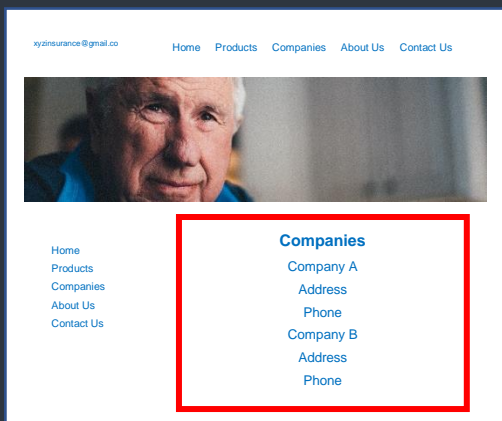 xyzinsurance@gmail.co
Home Products Companies About Us Contact Us
Home
Products
Companies
About Us
Contact Us
Companies
Company A
Address
Phone
Company B
Address
Phone